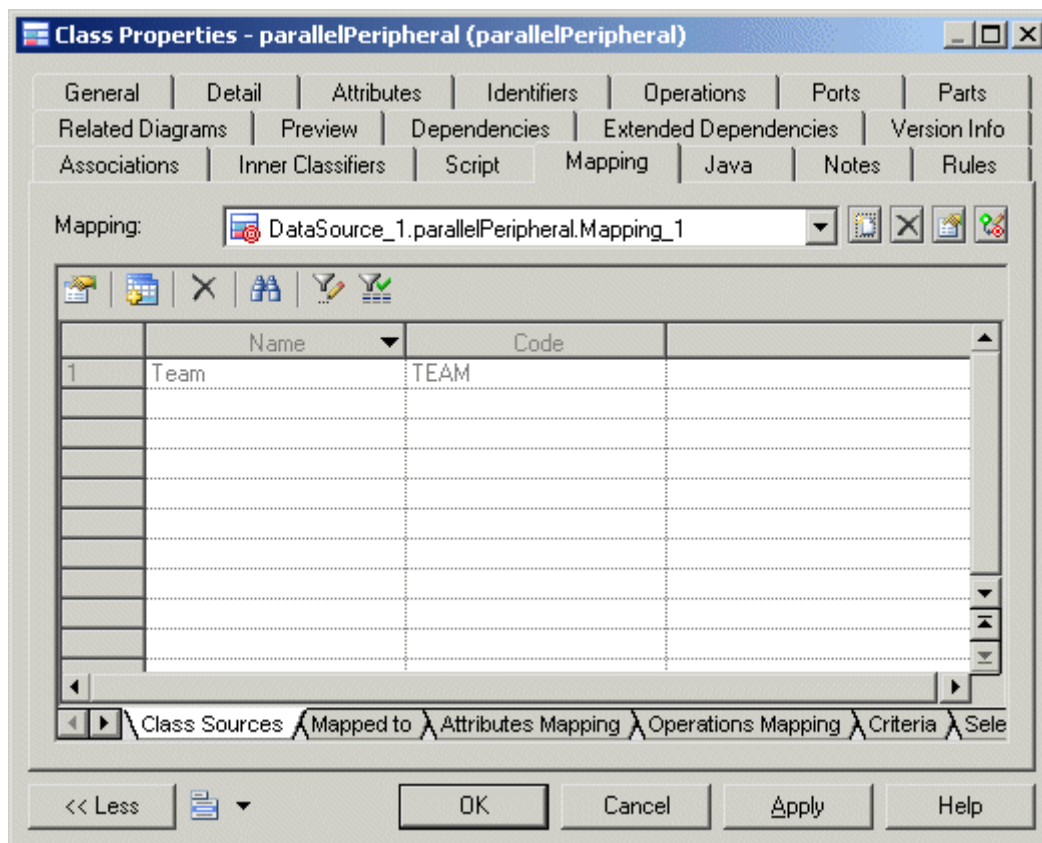 Class Properties - parallelPeripheral (parallelPeripheral)
General Detail Attributes Identifiers Operations Ports Parts
Related Diagrams Preview Dependencies Extended Dependencies Version Info
Associations Inner Classifiers Script Mapping Java Notes Rules
Mapping: DataSource_1.parallelPeripheral.Mapping_1
Name Code
1 Team TEAM
Class Sources Mapped to Attributes Mapping Operations Mapping Criteria Sele
<< Less OK Cancel Apply Help